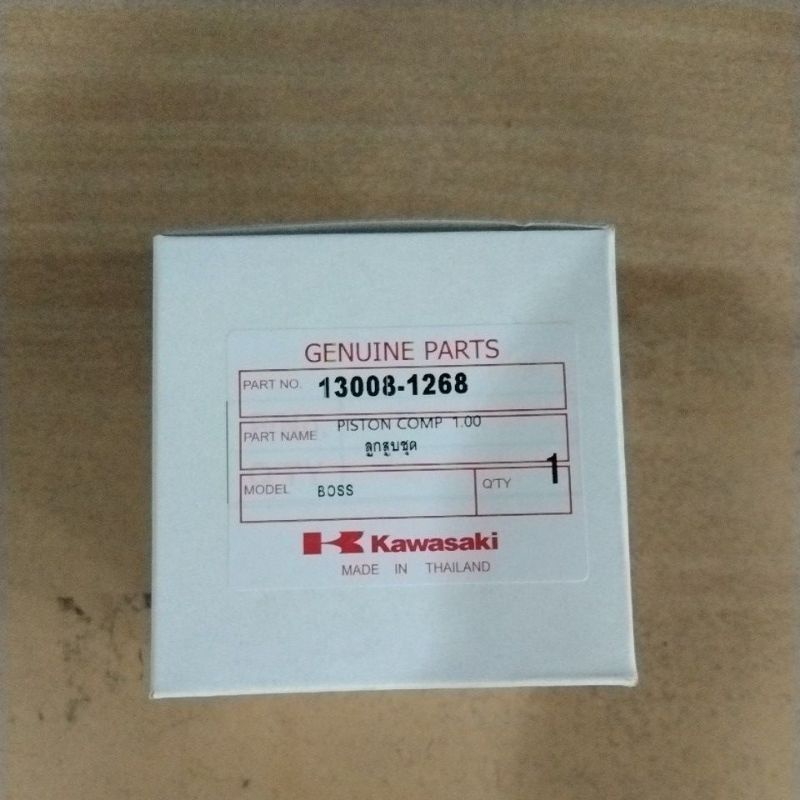 GENUINE PARTS
PART NO. 13008-1268
PART NAME PISTON COMP 1.00
ลูกสูบชุด
MODEL BOSS Q'TY 1
Kawasaki
MADE IN THAILAND